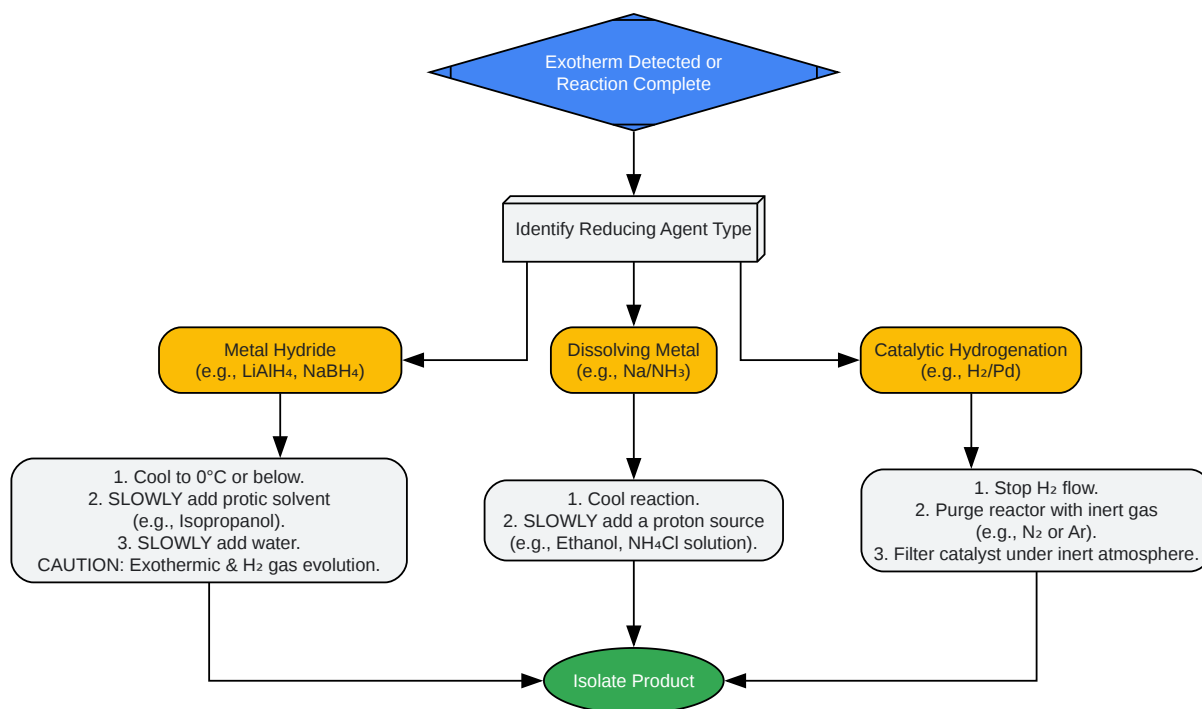 Exotherm Detected or
Reaction Complete
Identify Reducing Agent Type
Metal Hydride
(e.g., LiAlH₄, NaBH₄)
Dissolving Metal
(e.g., Na/NH₃)
Catalytic Hydrogenation
(e.g., H₂/Pd)
1. Cool to 0°C or below.
2. SLOWLY add protic solvent
(e.g., Isopropanol).
3. SLOWLY add water.
CAUTION: Exothermic & H₂ gas evolution.
1. Cool reaction.
2. SLOWLY add a proton source
(e.g., Ethanol, NH₄Cl solution).
1. Stop H₂ flow.
2. Purge reactor with inert gas
(e.g., N₂ or Ar).
3. Filter catalyst under inert atmosphere.
Isolate Product